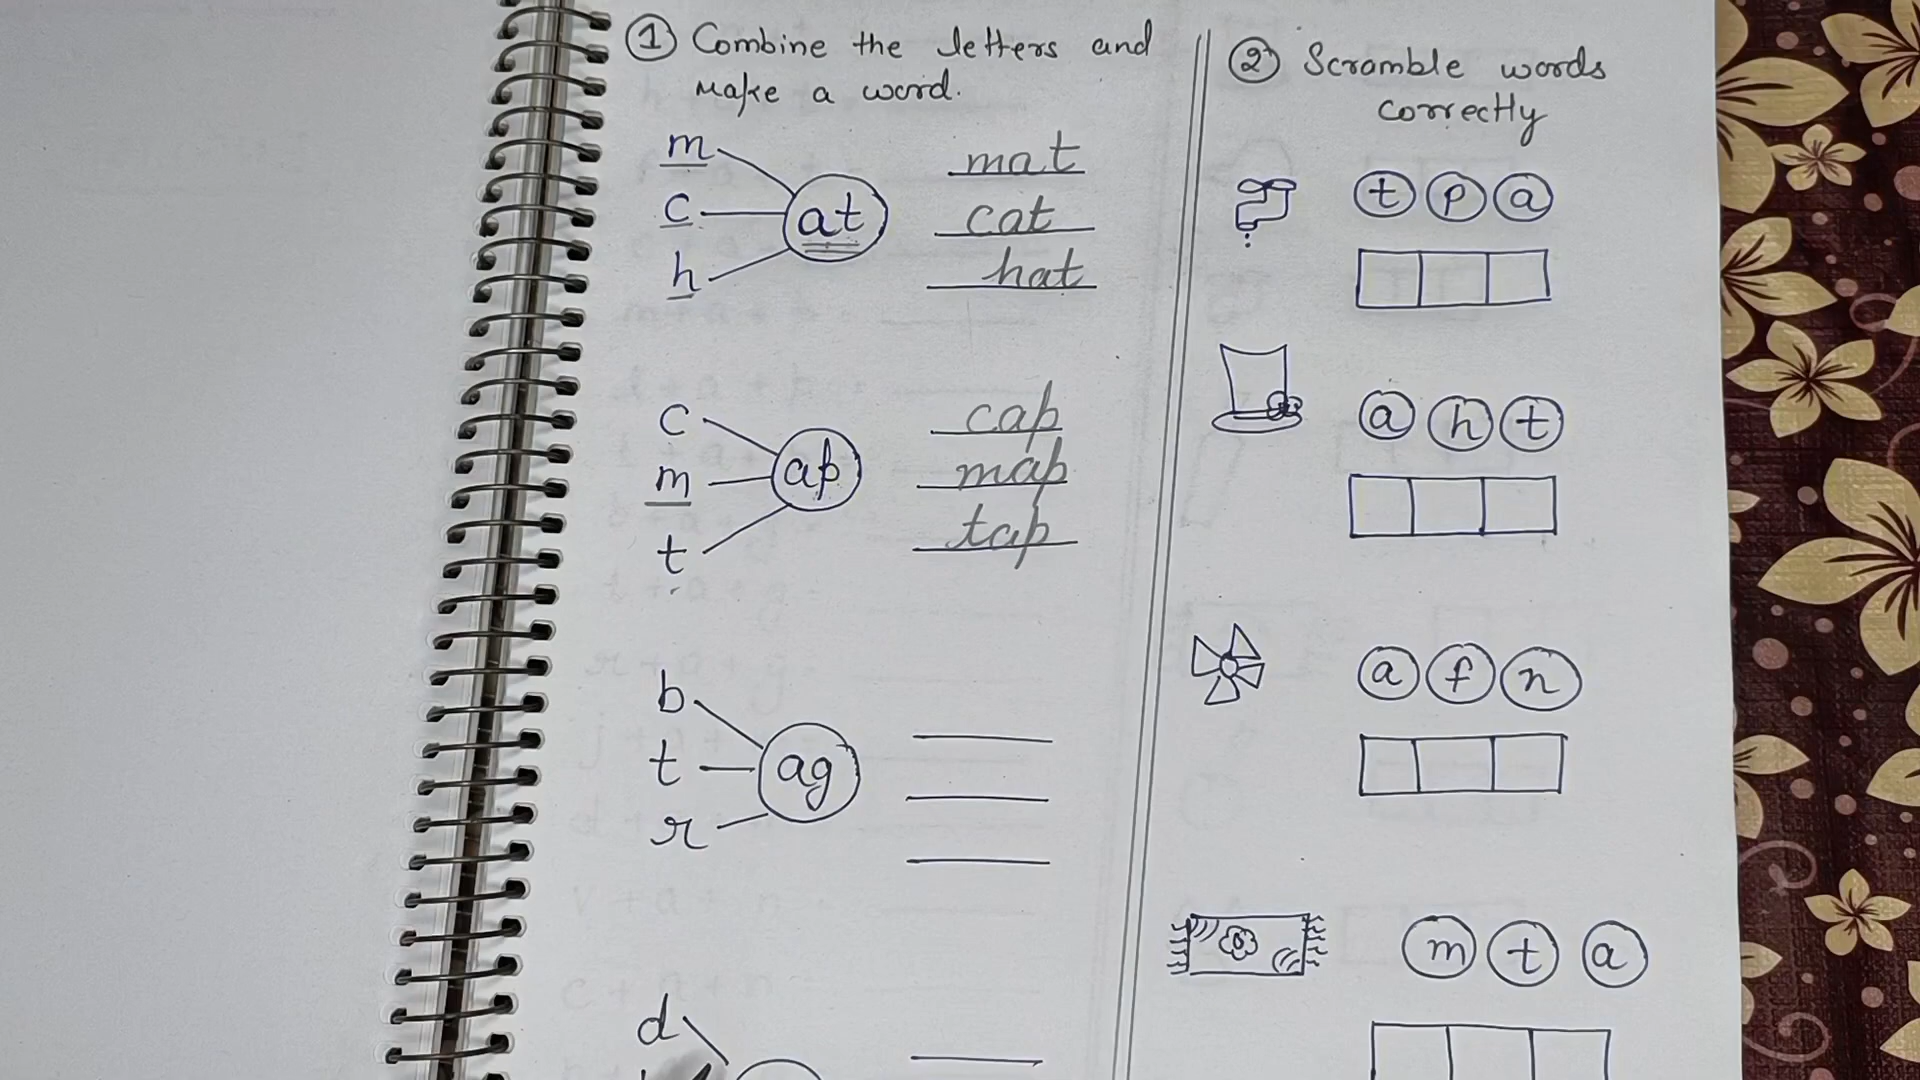 1 Combine the letters and
make a word.
m
c
h
at
mat
cat
hat
c
m
t
ap
cap
map
tap
b
t
r
ag
d
2 Scramble words
correctly
t p a
a h t
a f n
m t a